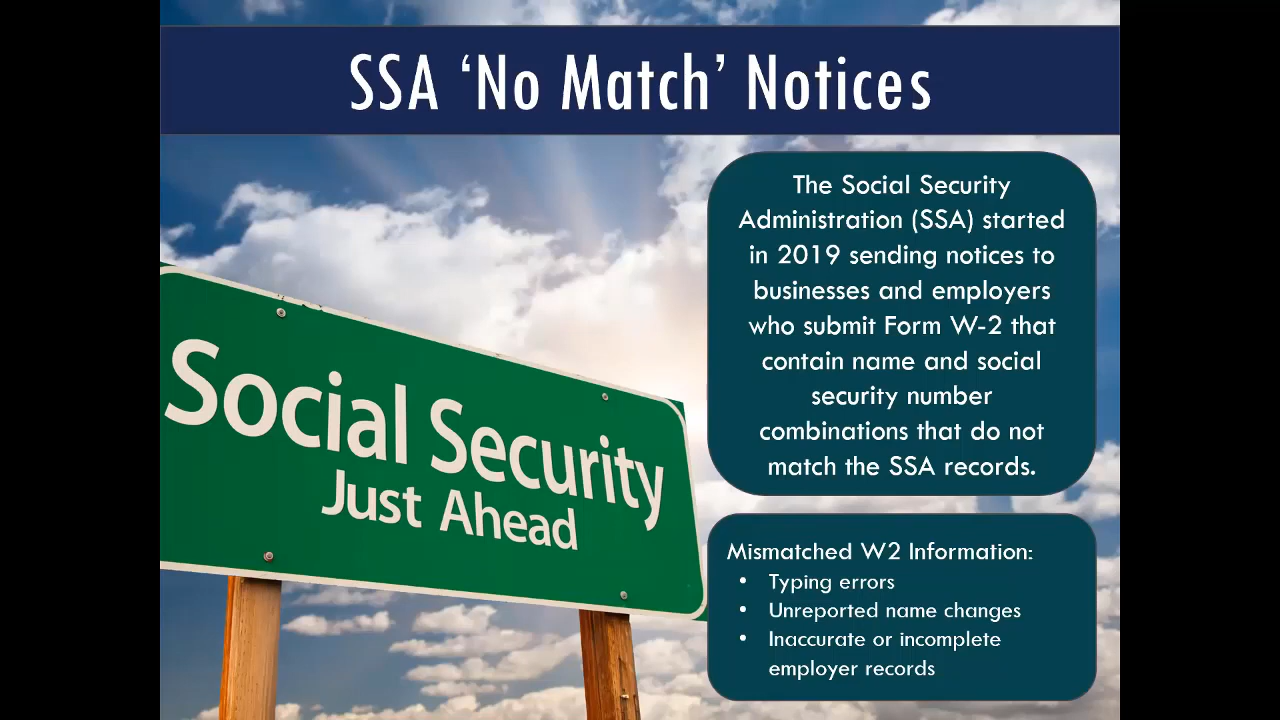 SSA ‘No Match’ Notices
The Social Security
Administration (SSA) started
in 2019 sending notices to
businesses and employers
who submit Form W-2 that
contain name and social
security number
combinations that do not
match the SSA records.
Social Security
Just Ahead
Mismatched W2 Information:
• Typing errors
• Unreported name changes
• Inaccurate or incomplete
employer records